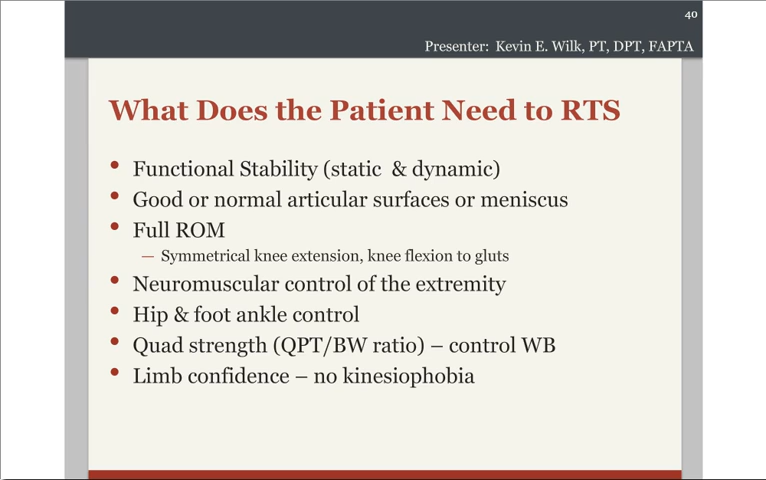 40
Presenter: Kevin E. Wilk, PT, DPT, FAPTA
What Does the Patient Need to RTS
• Functional Stability (static & dynamic)
• Good or normal articular surfaces or meniscus
• Full ROM
— Symmetrical knee extension, knee flexion to gluts
• Neuromuscular control of the extremity
• Hip & foot ankle control
• Quad strength (QPT/BW ratio) – control WB
• Limb confidence – no kinesiophobia